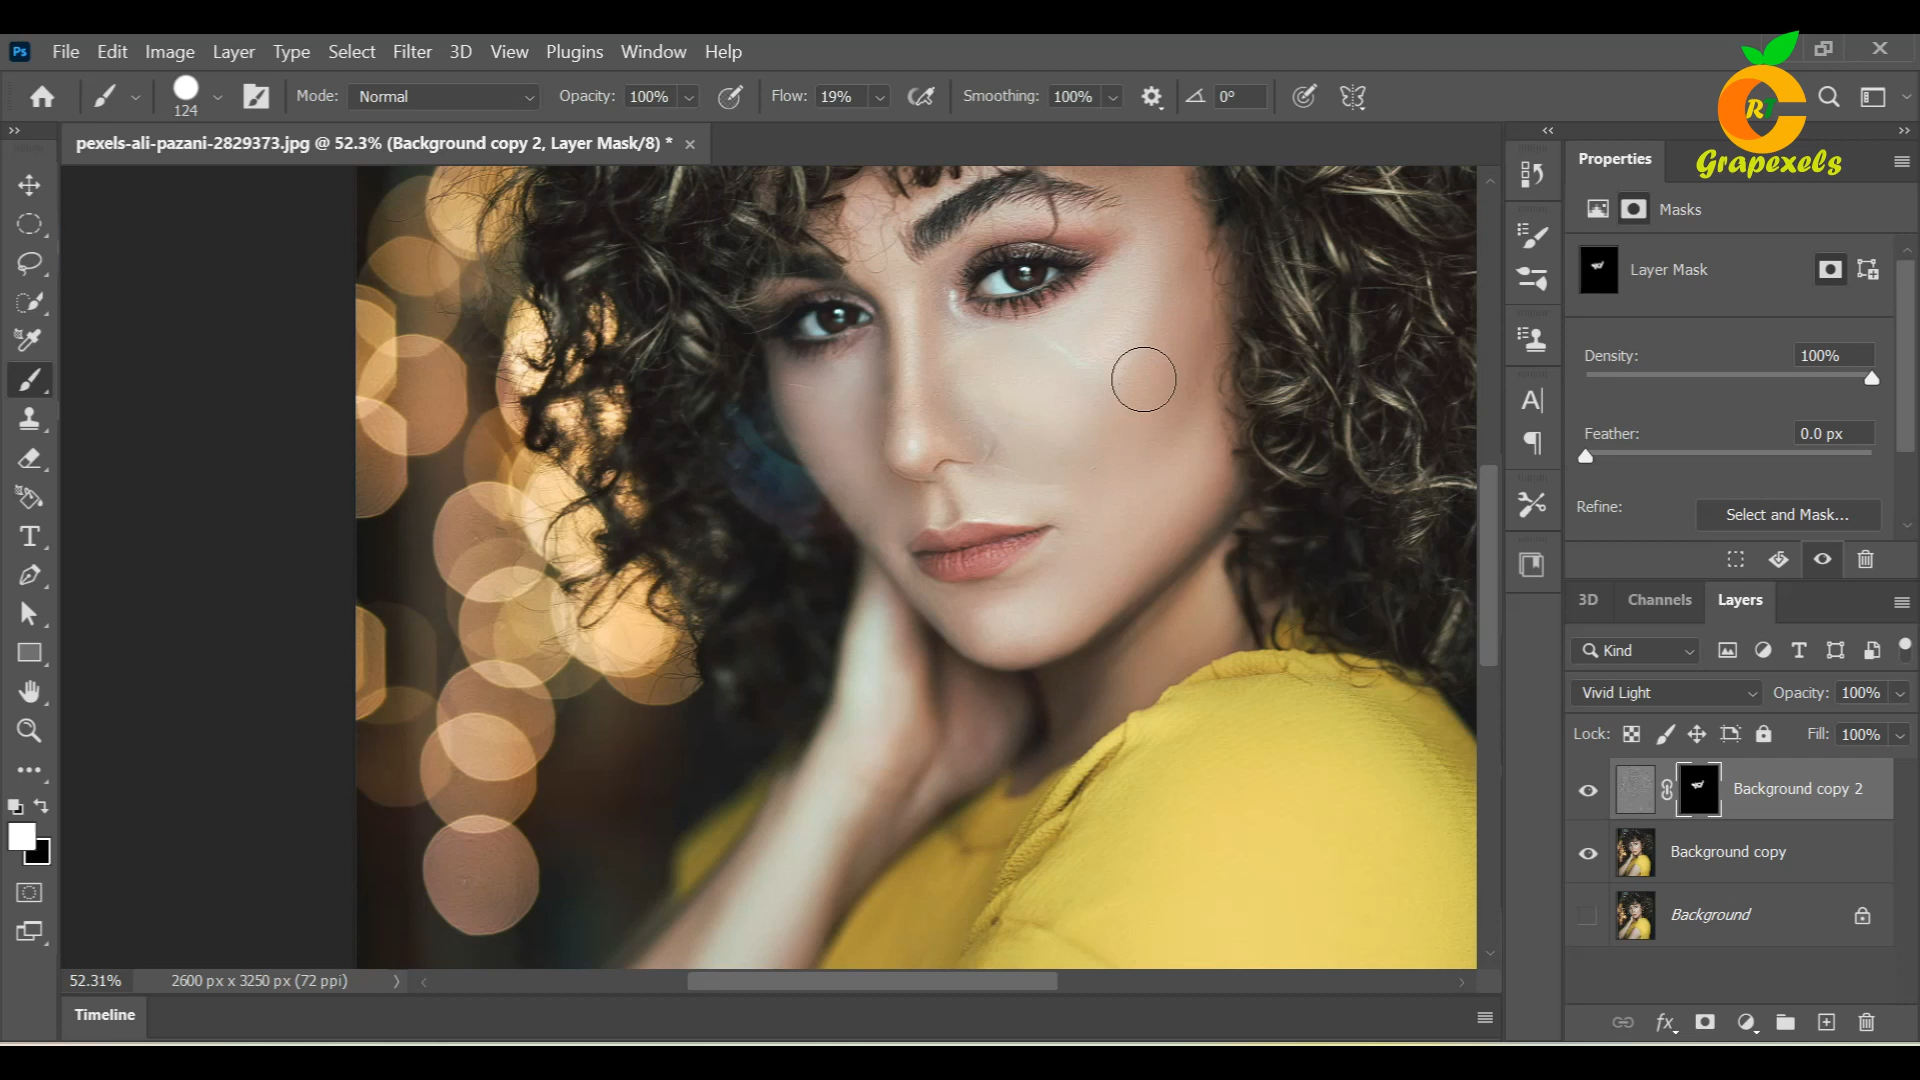 Ps File Edit Image Layer Type Select Filter 3D View Plugins Window Help
124 Mode: Normal Opacity: 100% Flow: 19% Smoothing: 100% 0°
RT
Grapexels
pexels-ali-pazani-2829373.jpg @ 52.3% (Background copy 2, Layer Mask/8) *
Properties
Masks
Layer Mask
Density: 100%
Feather: 0.0 px
Refine: Select and Mask...
3D Channels Layers
Kind
Vivid Light Opacity: 100%
Lock: Fill: 100%
Background copy 2
Background copy
Background
52.31% 2600 px x 3250 px (72 ppi)
Timeline
fx